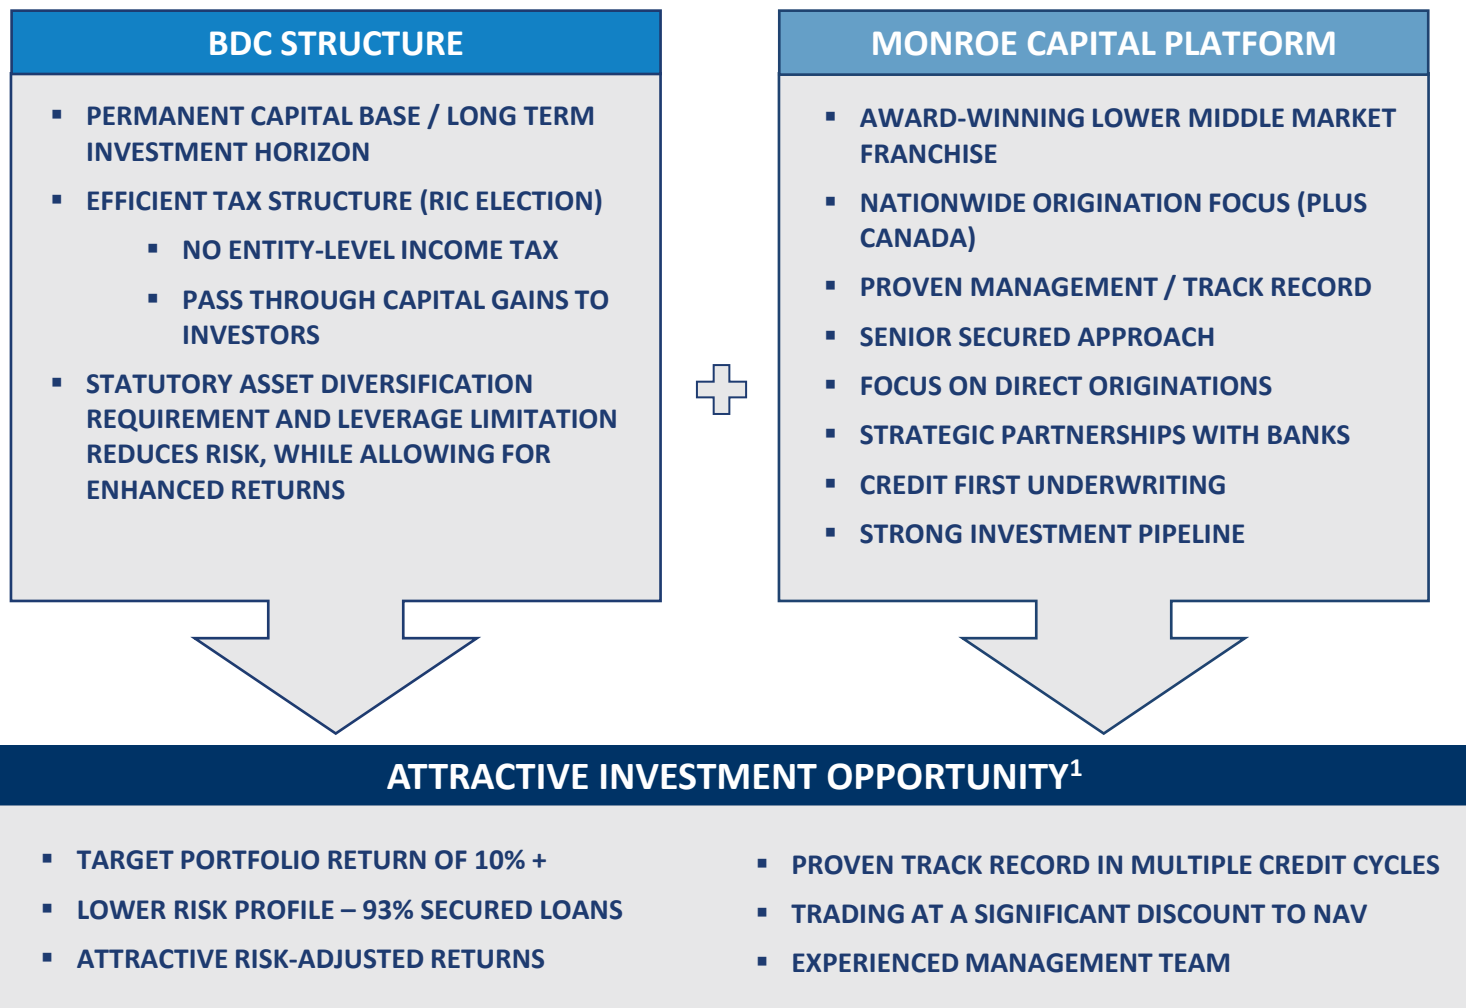 BDC STRUCTURE
▪ PERMANENT CAPITAL BASE / LONG TERM
INVESTMENT HORIZON
▪ EFFICIENT TAX STRUCTURE (RIC ELECTION)
▪ NO ENTITY-LEVEL INCOME TAX
▪ PASS THROUGH CAPITAL GAINS TO
INVESTORS
▪ STATUTORY ASSET DIVERSIFICATION
REQUIREMENT AND LEVERAGE LIMITATION
REDUCES RISK, WHILE ALLOWING FOR
ENHANCED RETURNS
MONROE CAPITAL PLATFORM
▪ AWARD-WINNING LOWER MIDDLE MARKET
FRANCHISE
▪ NATIONWIDE ORIGINATION FOCUS (PLUS
CANADA)
▪ PROVEN MANAGEMENT / TRACK RECORD
▪ SENIOR SECURED APPROACH
▪ FOCUS ON DIRECT ORIGINATIONS
▪ STRATEGIC PARTNERSHIPS WITH BANKS
▪ CREDIT FIRST UNDERWRITING
▪ STRONG INVESTMENT PIPELINE
ATTRACTIVE INVESTMENT OPPORTUNITY¹
▪ TARGET PORTFOLIO RETURN OF 10% +
▪ LOWER RISK PROFILE – 93% SECURED LOANS
▪ ATTRACTIVE RISK-ADJUSTED RETURNS
▪ PROVEN TRACK RECORD IN MULTIPLE CREDIT CYCLES
▪ TRADING AT A SIGNIFICANT DISCOUNT TO NAV
▪ EXPERIENCED MANAGEMENT TEAM